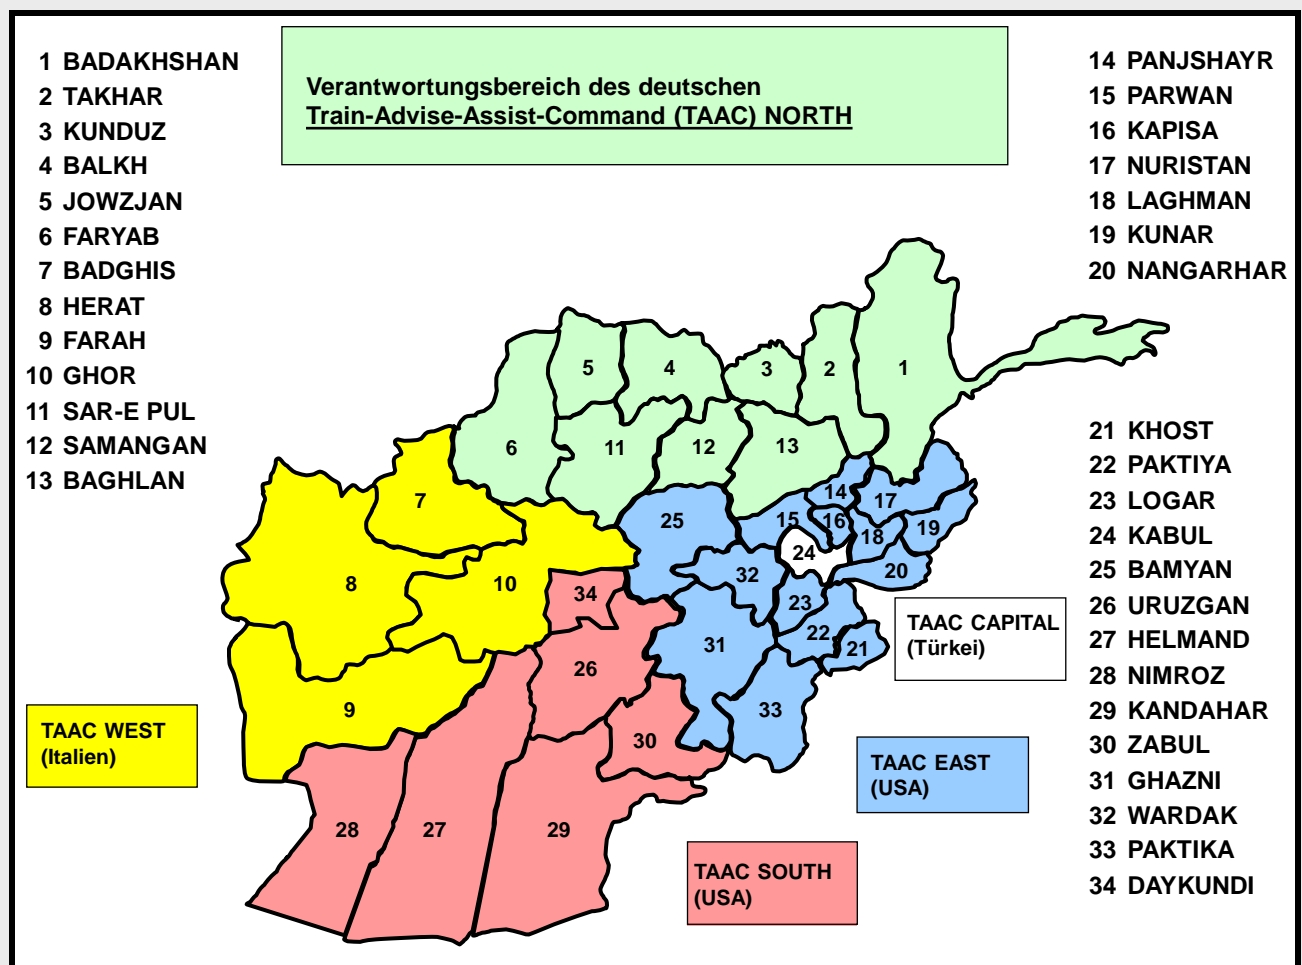 1 BADAKHSHAN
2 TAKHAR
3 KUNDUZ
4 BALKH
5 JOWZJAN
6 FARYAB
7 BADGHIS
8 HERAT
9 FARAH
10 GHOR
11 SAR-E PUL
12 SAMANGAN
13 BAGHLAN
Verantwortungsbereich des deutschen
Train-Advise-Assist-Command (TAAC) NORTH
14 PANJSHAYR
15 PARWAN
16 KAPISA
17 NURISTAN
18 LAGHMAN
19 KUNAR
20 NANGARHAR
21 KHOST
22 PAKTIYA
23 LOGAR
24 KABUL
25 BAMYAN
26 URUZGAN
27 HELMAND
28 NIMROZ
29 KANDAHAR
30 ZABUL
31 GHAZNI
32 WARDAK
33 PAKTIKA
34 DAYKUNDI
1
2
3
4
5
6
11
12
13
7
14
17
25
15
16
19
18
24
20
8
10
32
34
23
22
21
31
26
9
33
30
28
27
29
TAAC CAPITAL
(Türkei)
TAAC WEST
(Italien)
TAAC EAST
(USA)
TAAC SOUTH
(USA)